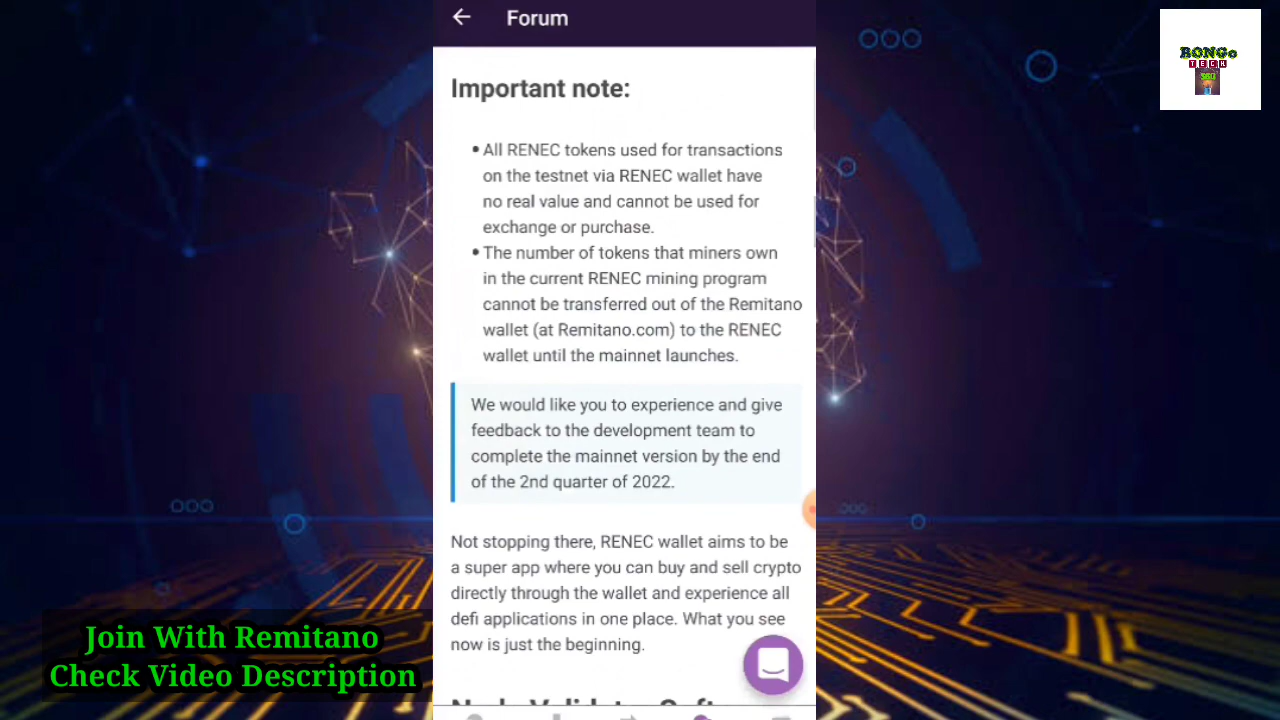 Forum
BONGo
TECH
Important note:
• All RENEC tokens used for transactions
on the testnet via RENEC wallet have
no real value and cannot be used for
exchange or purchase.
• The number of tokens that miners own
in the current RENEC mining program
cannot be transferred out of the Remitano
wallet (at Remitano.com) to the RENEC
wallet until the mainnet launches.
We would like you to experience and give
feedback to the development team to
complete the mainnet version by the end
of the 2nd quarter of 2022.
Not stopping there, RENEC wallet aims to be
a super app where you can buy and sell crypto
directly through the wallet and experience all
defi applications in one place. What you see
now is just the beginning.
Join With Remitano
Check Video Description